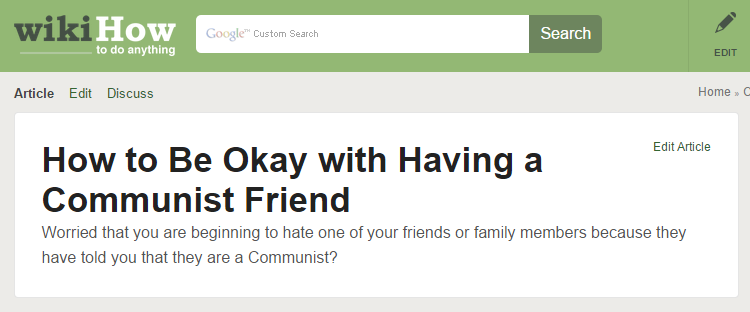 wikiHow
to do anything
Google™ Custom Search
Search
EDIT
Article Edit Discuss
Home » C
How to Be Okay with Having a
Communist Friend
Edit Article
Worried that you are beginning to hate one of your friends or family members because they
have told you that they are a Communist?